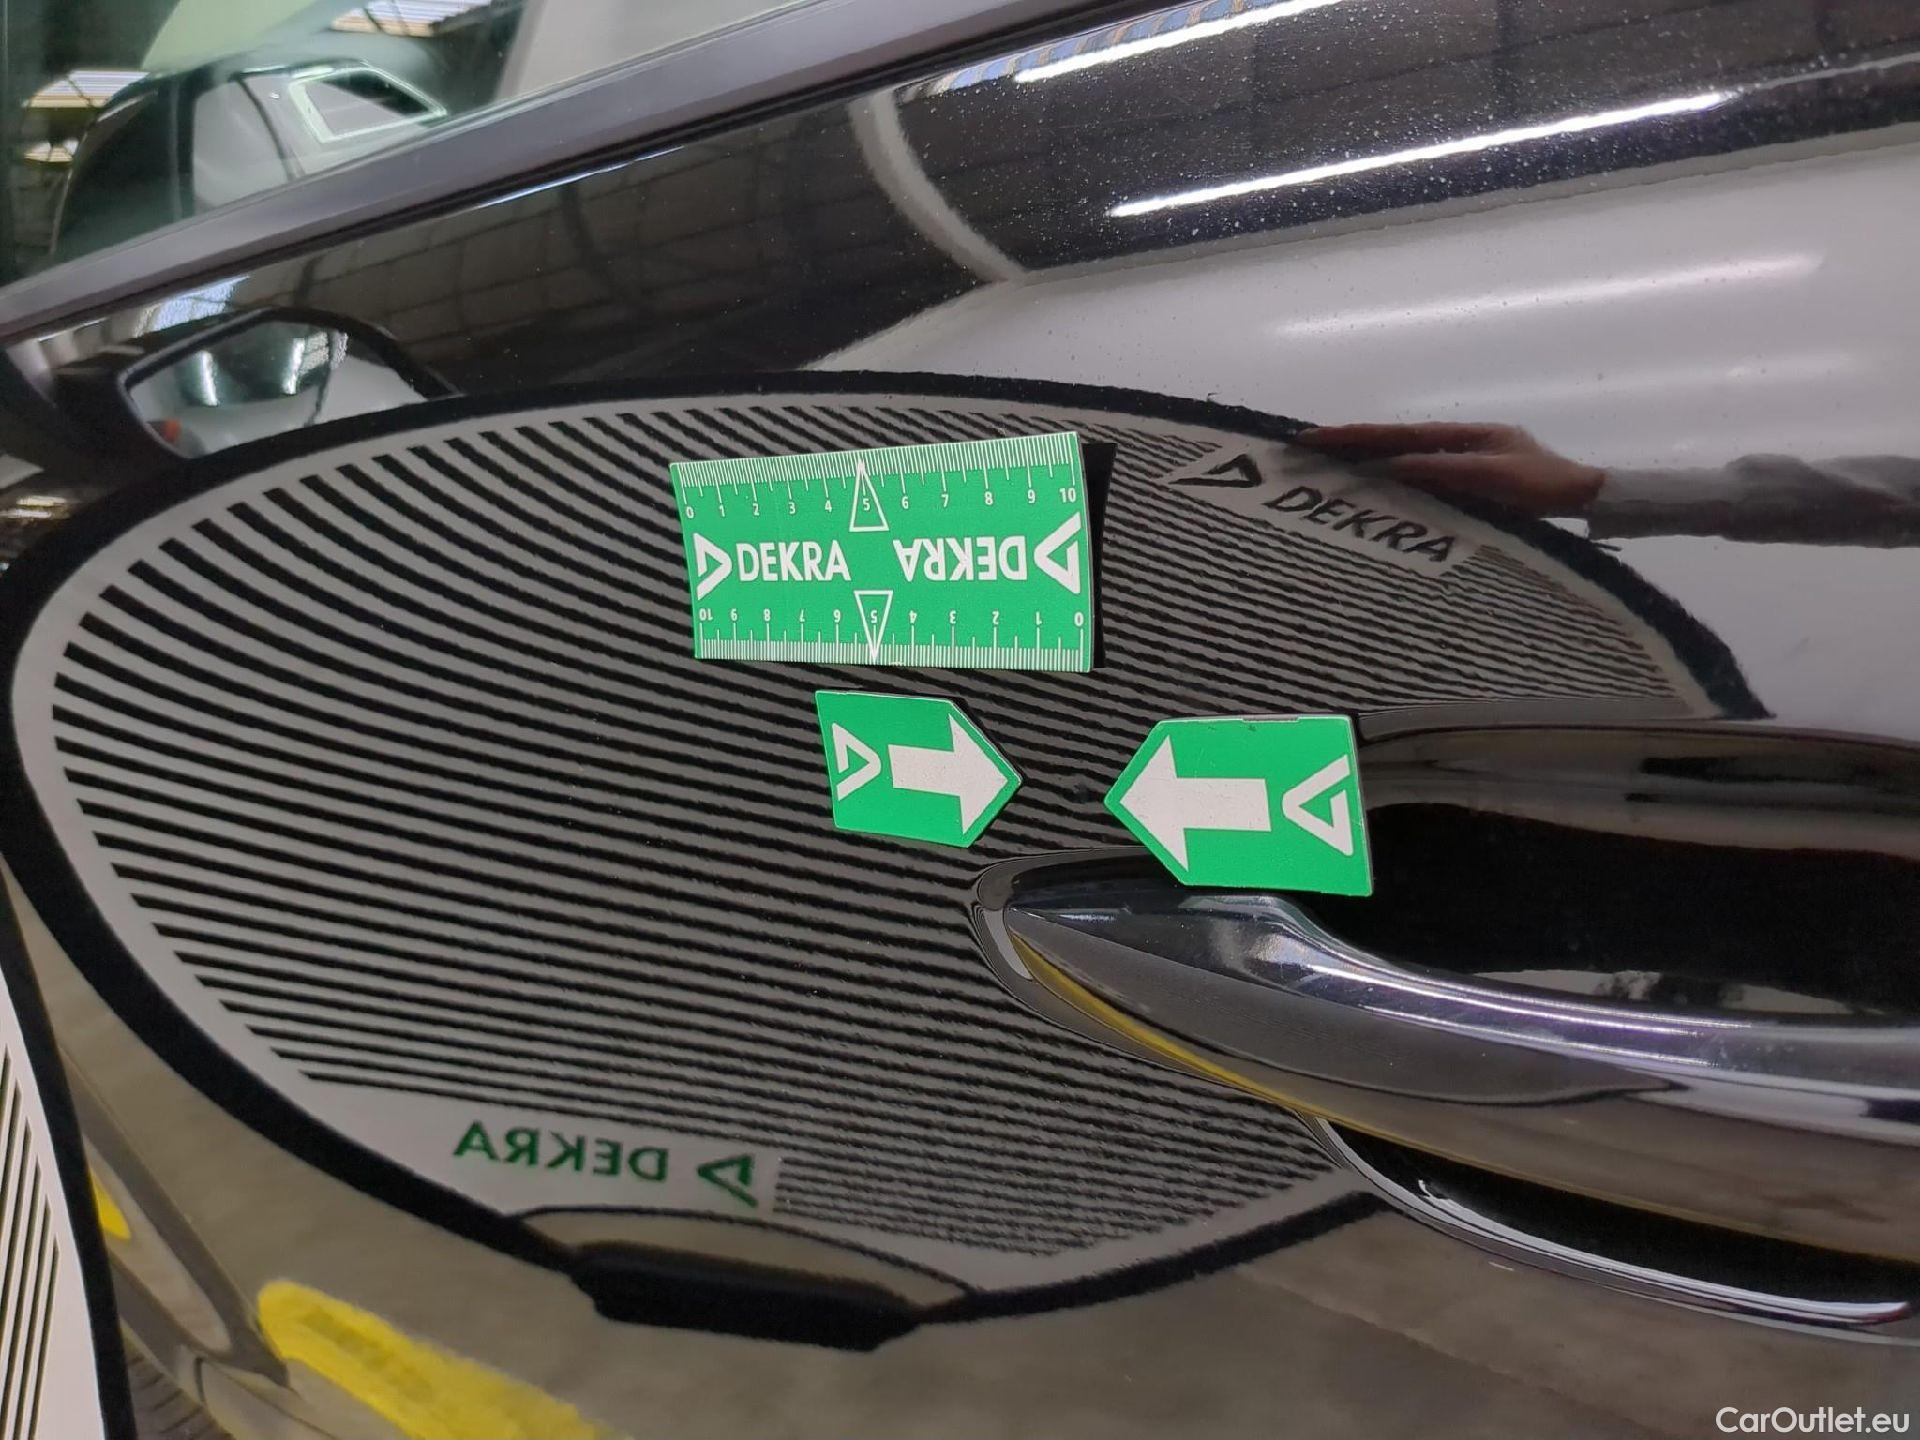 0 1 2 3 4 5 6 7 8 9 10
DEKRA DEKRA
10 9 8 7 6 5 4 3 2 1 0
DEKRA
DEKRA
CarOutlet.eu